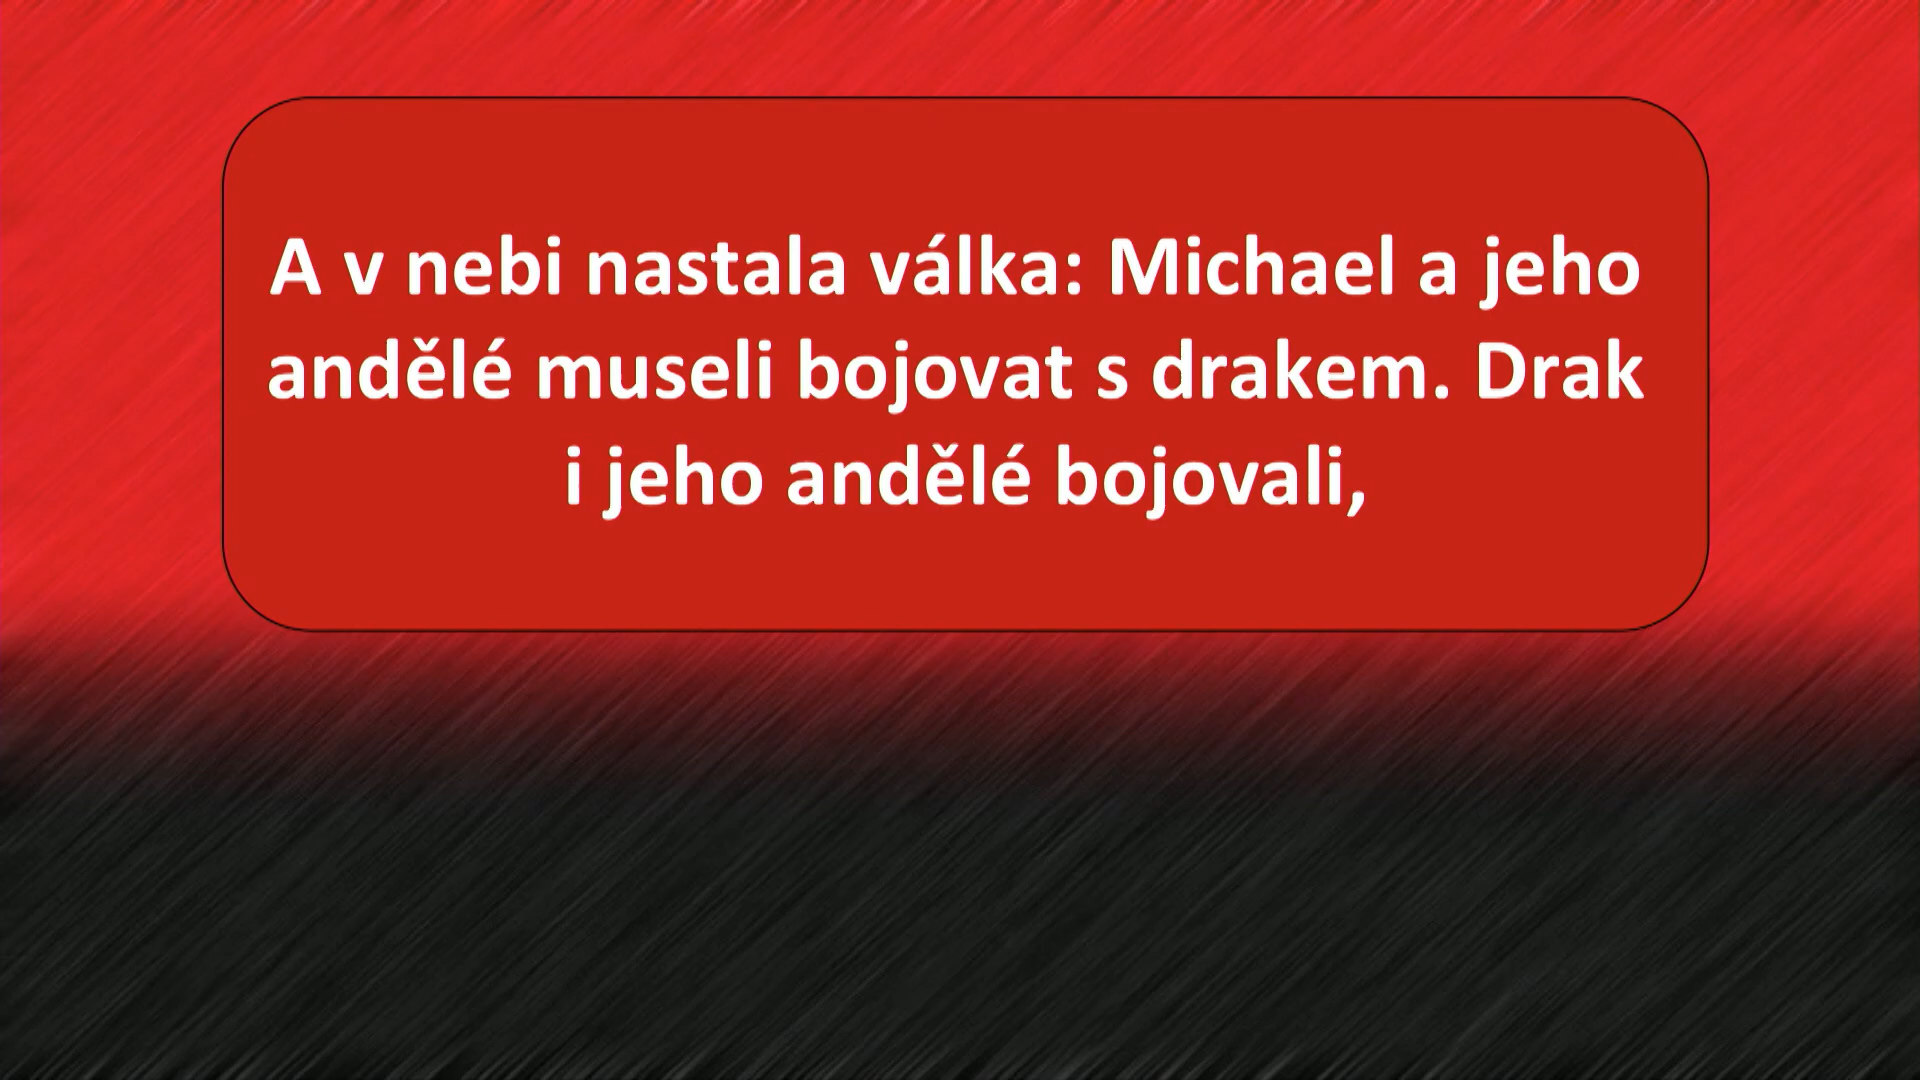 A v nebi nastala válka: Michael a jeho
andělé museli bojovat s drakem. Drak
i jeho andělé bojovali,